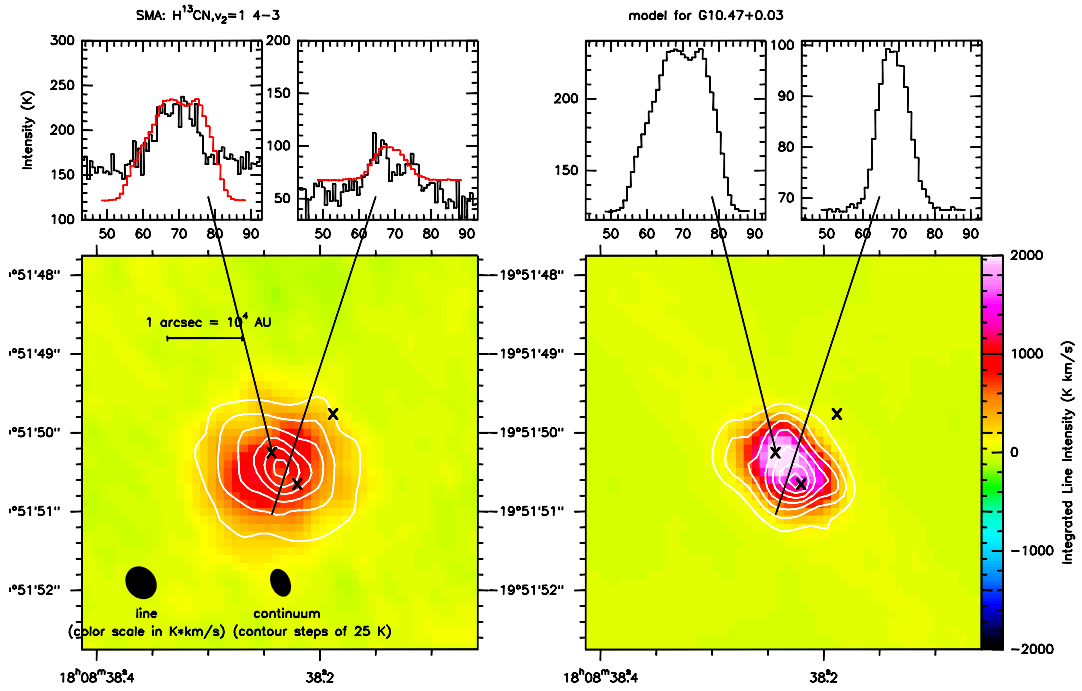 SMA: H¹³CN,v₂=1 4−3
model for G10.47+0.03
Intensity (K)
300
250
200
150
100
50 60 70 80 90
200
150
100
50
50 60 70 80 90
200
150
50 60 70 80 90
100
90
80
70
50 60 70 80 90
1 arcsec = 10⁴ AU
°51'48''
°51'49''
°51'50''
°51'51''
°51'52''
−19°51'48''
−19°51'49''
−19°51'50''
−19°51'51''
−19°51'52''
line
continuum
(color scale in K*km/s) (contour steps of 25 K)
18ʰ08ᵐ38ˢ.4
38ˢ.2
18ʰ08ᵐ38ˢ.4
38ˢ.2
2000
1000
0
−1000
−2000
Integrated Line Intensity (K km/s)